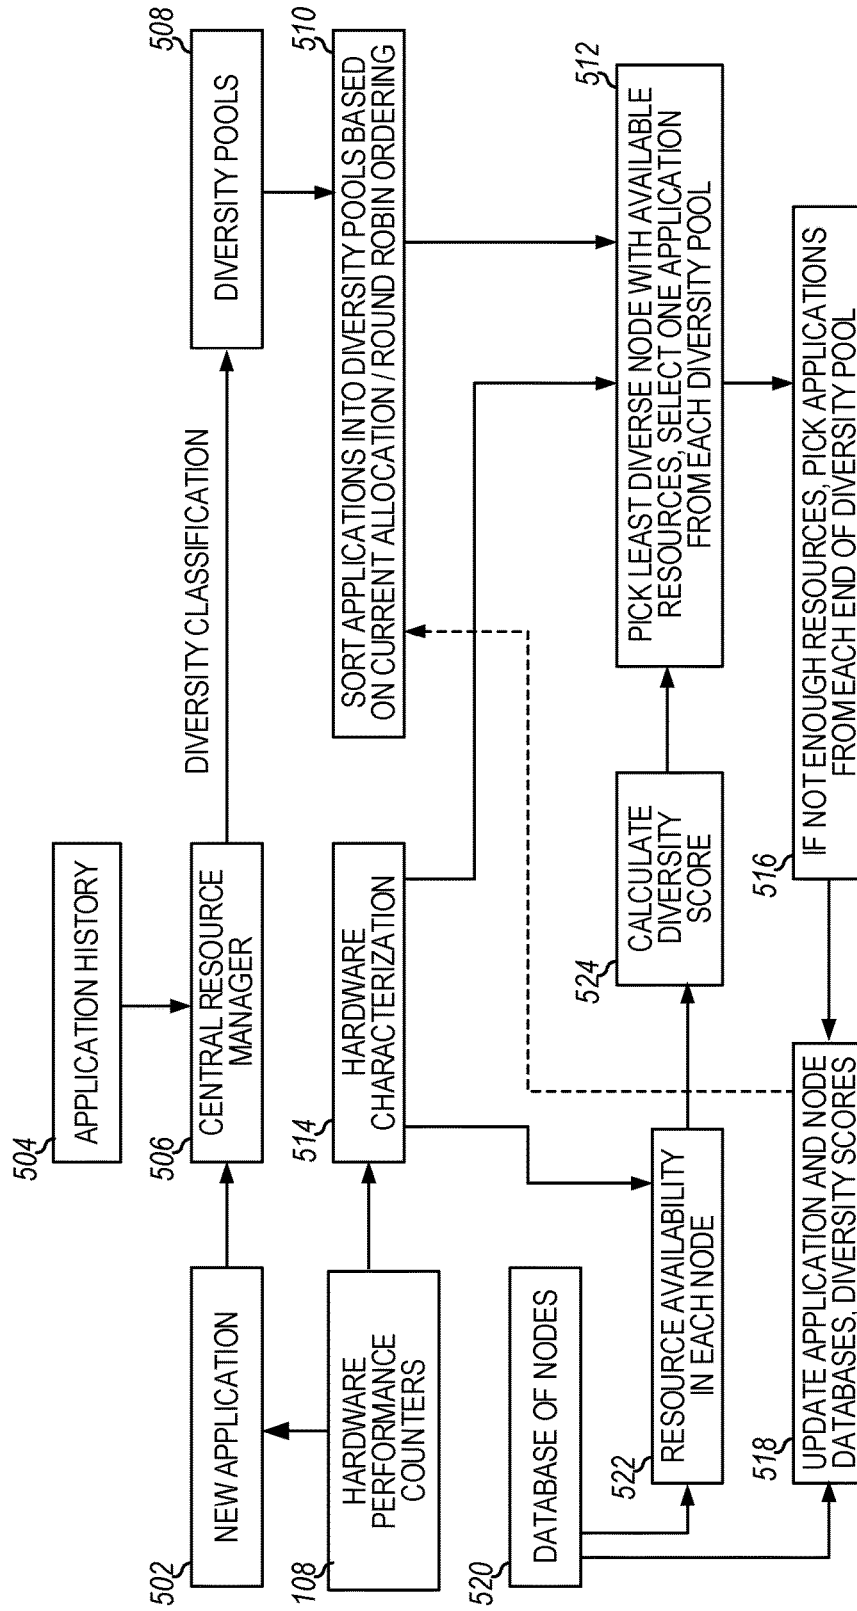 504
APPLICATION HISTORY
502
NEW APPLICATION
506
CENTRAL RESOURCE
MANAGER
DIVERSITY CLASSIFICATION
508
DIVERSITY POOLS
108
HARDWARE
PERFORMANCE
COUNTERS
514
HARDWARE
CHARACTERIZATION
510
SORT APPLICATIONS INTO DIVERSITY POOLS BASED
ON CURRENT ALLOCATION / ROUND ROBIN ORDERING
520
DATABASE OF NODES
522
RESOURCE AVAILABILITY
IN EACH NODE
524
CALCULATE
DIVERSITY
SCORE
512
PICK LEAST DIVERSE NODE WITH AVAILABLE
RESOURCES, SELECT ONE APPLICATION
FROM EACH DIVERSITY POOL
518
UPDATE APPLICATION AND NODE
DATABASES, DIVERSITY SCORES
516
IF NOT ENOUGH RESOURCES, PICK APPLICATIONS
FROM EACH END OF DIVERSITY POOL